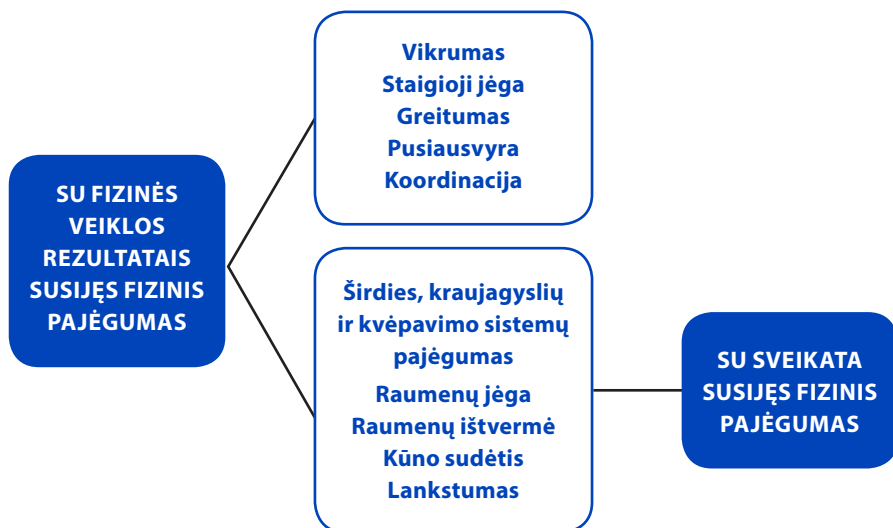 SU FIZINĖS
VEIKLOS
REZULTATAIS
SUSIJĘS FIZINIS
PAJĖGUMAS
Vikrumas
Staigioji jėga
Greitumas
Pusiausvyra
Koordinacija
Širdies, kraujagyslių
ir kvėpavimo sistemų
pajėgumas
Raumenų jėga
Raumenų ištvermė
Kūno sudėtis
Lankstumas
SU SVEIKATA
SUSIJĘS FIZINIS
PAJĖGUMAS